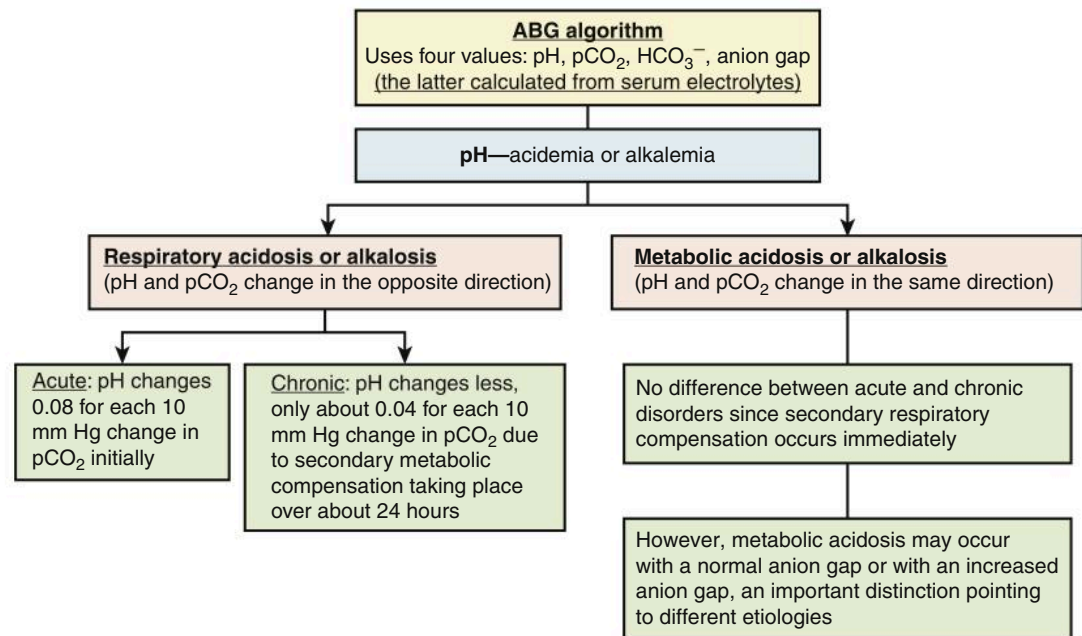 ABG algorithm
Uses four values: pH, pCO₂, HCO₃⁻, anion gap
(the latter calculated from serum electrolytes)
pH—acidemia or alkalemia
Respiratory acidosis or alkalosis
(pH and pCO₂ change in the opposite direction)
Metabolic acidosis or alkalosis
(pH and pCO₂ change in the same direction)
Acute: pH changes
0.08 for each 10
mm Hg change in
pCO₂ initially
Chronic: pH changes less,
only about 0.04 for each 10
mm Hg change in pCO₂ due
to secondary metabolic
compensation taking place
over about 24 hours
No difference between acute and chronic
disorders since secondary respiratory
compensation occurs immediately
However, metabolic acidosis may occur
with a normal anion gap or with an increased
anion gap, an important distinction pointing
to different etiologies